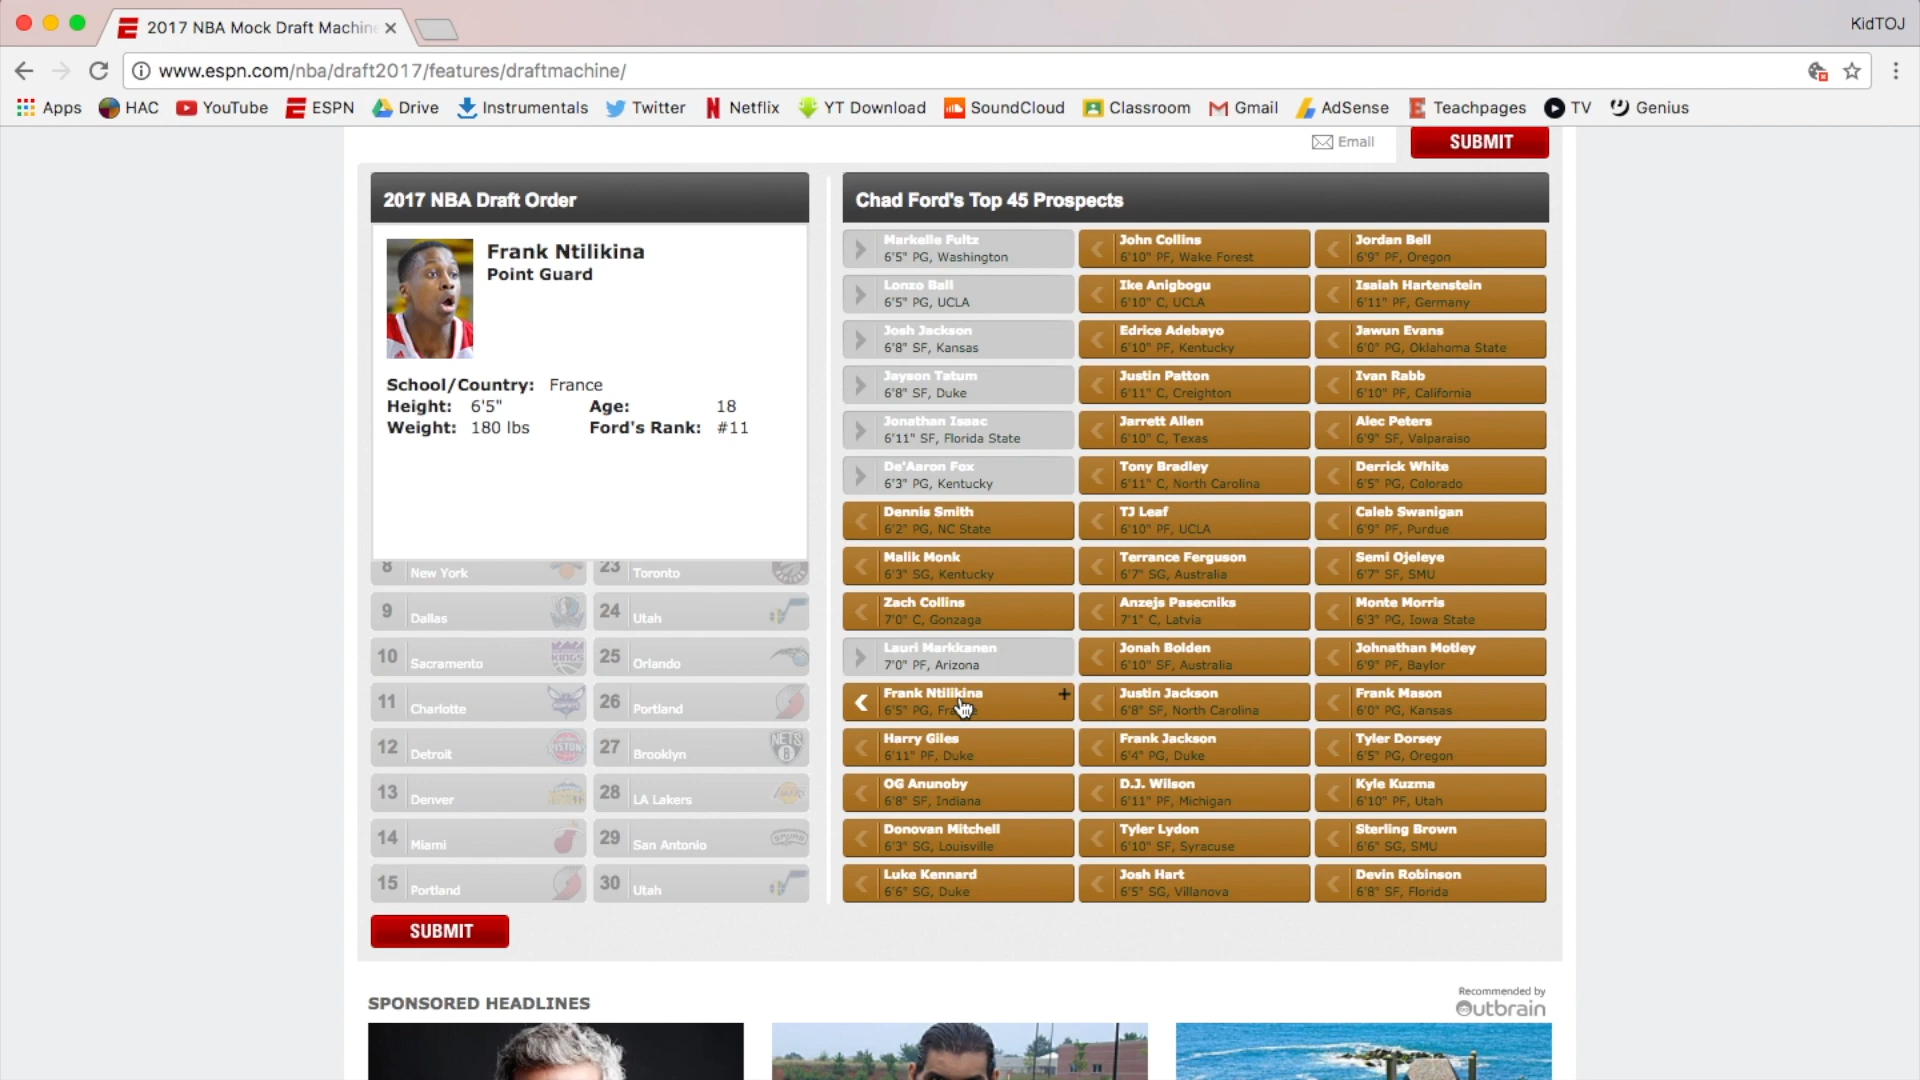 2017 NBA Mock Draft Machine
KidTOJ
www.espn.com/nba/draft2017/features/draftmachine/
Apps HAC YouTube ESPN Drive Instrumentals Twitter Netflix YT Download SoundCloud Classroom Gmail AdSense Teachpages TV Genius
Email SUBMIT
2017 NBA Draft Order
Frank Ntilikina
Point Guard
School/Country: France
Height: 6'5" Age: 18
Weight: 180 lbs Ford's Rank: #11
8 New York 23 Toronto
9 Dallas 24 Utah
10 Sacramento 25 Orlando
11 Charlotte 26 Portland
12 Detroit 27 Brooklyn
13 Denver 28 LA Lakers
14 Miami 29 San Antonio
15 Portland 30 Utah
SUBMIT
Chad Ford's Top 45 Prospects
Markelle Fultz
6'5" PG, Washington
Lonzo Ball
6'5" PG, UCLA
Josh Jackson
6'8" SF, Kansas
Jayson Tatum
6'8" SF, Duke
Jonathan Isaac
6'11" SF, Florida State
De'Aaron Fox
6'3" PG, Kentucky
Dennis Smith
6'2" PG, NC State
Malik Monk
6'3" SG, Kentucky
Zach Collins
7'0" C, Gonzaga
Lauri Markkanen
7'0" PF, Arizona
Frank Ntilikina
6'5" PG, Fra
Harry Giles
6'11" PF, Duke
OG Anunoby
6'8" SF, Indiana
Donovan Mitchell
6'3" SG, Louisville
Luke Kennard
6'6" SG, Duke
John Collins
6'10" PF, Wake Forest
Ike Anigbogu
6'10" C, UCLA
Edrice Adebayo
6'10" PF, Kentucky
Justin Patton
6'11" C, Creighton
Jarrett Allen
6'10" C, Texas
Tony Bradley
6'11" C, North Carolina
TJ Leaf
6'10" PF, UCLA
Terrance Ferguson
6'7" SG, Australia
Anzejs Pasecniks
7'1" C, Latvia
Jonah Bolden
6'10" SF, Australia
Justin Jackson
6'8" SF, North Carolina
Frank Jackson
6'4" PG, Duke
D.J. Wilson
6'11" PF, Michigan
Tyler Lydon
6'10" SF, Syracuse
Josh Hart
6'5" SG, Villanova
Jordan Bell
6'9" PF, Oregon
Isaiah Hartenstein
6'11" PF, Germany
Jawun Evans
6'0" PG, Oklahoma State
Ivan Rabb
6'10" PF, California
Alec Peters
6'9" SF, Valparaiso
Derrick White
6'5" PG, Colorado
Caleb Swanigan
6'9" PF, Purdue
Semi Ojeleye
6'7" SF, SMU
Monte Morris
6'3" PG, Iowa State
Johnathan Motley
6'9" PF, Baylor
Frank Mason
6'0" PG, Kansas
Tyler Dorsey
6'5" PG, Oregon
Kyle Kuzma
6'10" PF, Utah
Sterling Brown
6'6" SG, SMU
Devin Robinson
6'8" SF, Florida
SPONSORED HEADLINES
Recommended by
Outbrain